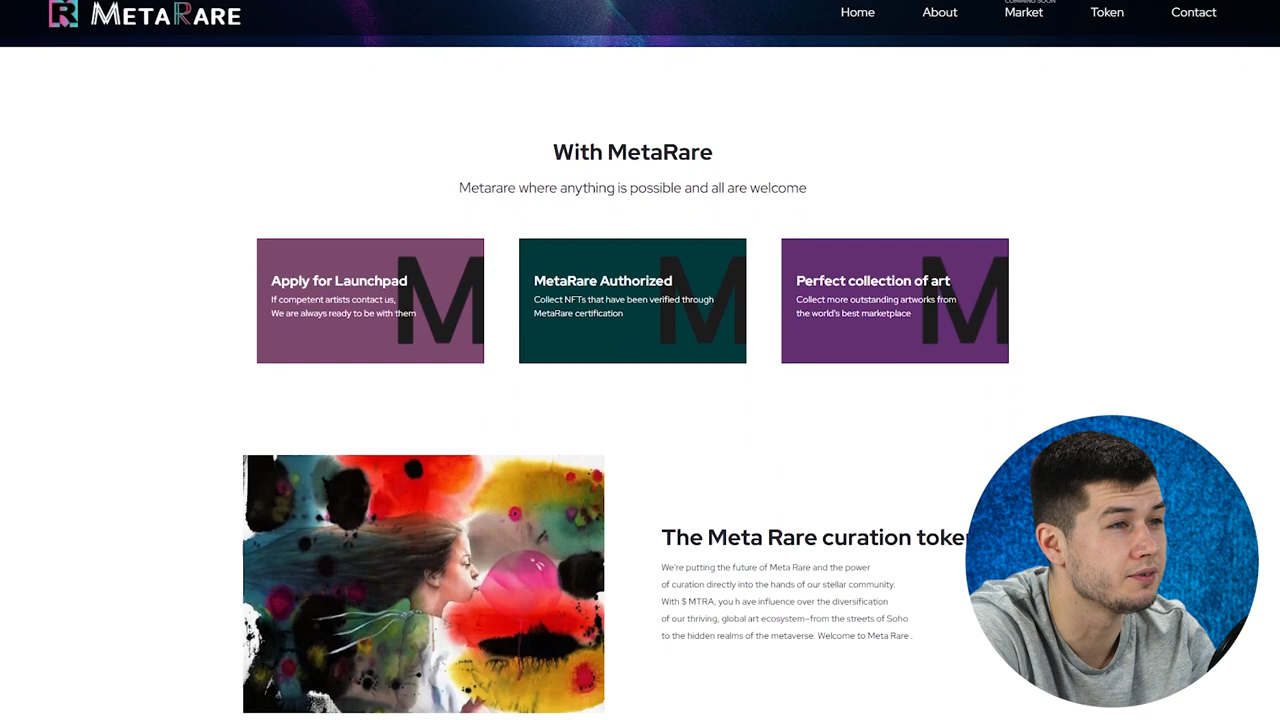 METARARE
Home About Market Token Contact
With MetaRare
Metarare where anything is possible and all are welcome
Apply for Launchpad
If competent artists contact us,
We are always ready to be with them
MetaRare Authorized
Collect NFTs that have been verified through
MetaRare certification
Perfect collection of art
Collect more outstanding artworks from
the world's best marketplace
The Meta Rare curation token
We're putting the future of Meta Rare and the power
of curation directly into the hands of our stellar community.
With $ MTRA, you h ave influence over the diversification
of our thriving, global art ecosystem–from the streets of Soho
to the hidden realms of the metaverse. Welcome to Meta Rare .